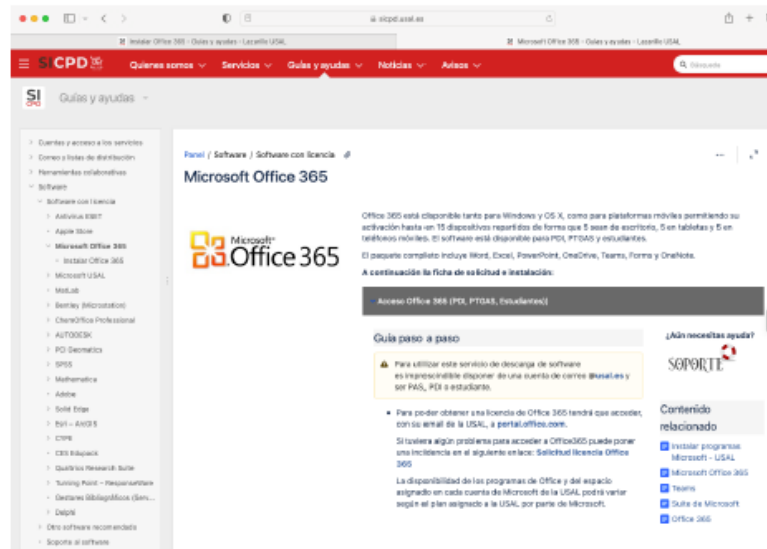 sicpd.usal.es
Instalar Office 365 - Guías y ayudas - Lazarillo USAL
Microsoft Office 365 - Guías y ayudas - Lazarillo USAL
SICPD
Quienes somos
Servicios
Guías y ayudas
Noticias
Avisos
Búsqueda
SI
CPD
Guías y ayudas
Cuentas y acceso a los servicios
Correo y listas de distribución
Herramientas colaborativas
Software
Software con licencia
Antivirus ESET
Apple Store
Microsoft Office 365
Instalar Office 365
Microsoft USAL
MatLab
Bentley (Microstation)
ChemOffice Professional
AUTODESK
PCI Geomatics
SPSS
Mathematica
Adobe
Solid Edge
Esri - ArcGIS
CYPE
CES Edupack
Qualtrics Research Suite
Turning Point - ResponseWare
Gestores Bibliográficos (Serv...
Delphi
Otro software recomendado
Soporte al software
Panel / Software / Software con licencia
Microsoft Office 365
Microsoft®
Office 365
Office 365 está disponible tanto para Windows y OS X, como para plataformas móviles permitiendo su
activación hasta en 15 dispositivos repartidos de forma que 5 sean de escritorio, 5 en tabletas y 5 en
teléfonos móviles. El software está disponible para PDI, PTGAS y estudiantes.
El paquete completo incluye Word, Excel, PowerPoint, OneDrive, Teams, Forms y OneNote.
A continuación la ficha de solicitud e instalación:
Acceso Office 365 (PDI, PTGAS, Estudiantes))
Guía paso a paso
Para utilizar este servicio de descarga de software
es imprescindible disponer de una cuenta de correo @usal.es y
ser PAS, PDI o estudiante.
Para poder obtener una licencia de Office 365 tendrá que acceder,
con su email de la USAL, a portal.office.com.
Si tuviera algún problema para acceder a Office365 puede poner
una incidencia en el siguiente enlace: Solicitud licencia Office
365
La disponibilidad de los programas de Office y del espacio
asignado en cada cuenta de Microsoft de la USAL podrá variar
según el plan asignado a la USAL por parte de Microsoft.
¿Aún necesitas ayuda?
SOPORTE
Contenido
relacionado
Instalar programas
Microsoft - USAL
Microsoft Office 365
Teams
Suite de Microsoft
Office 365